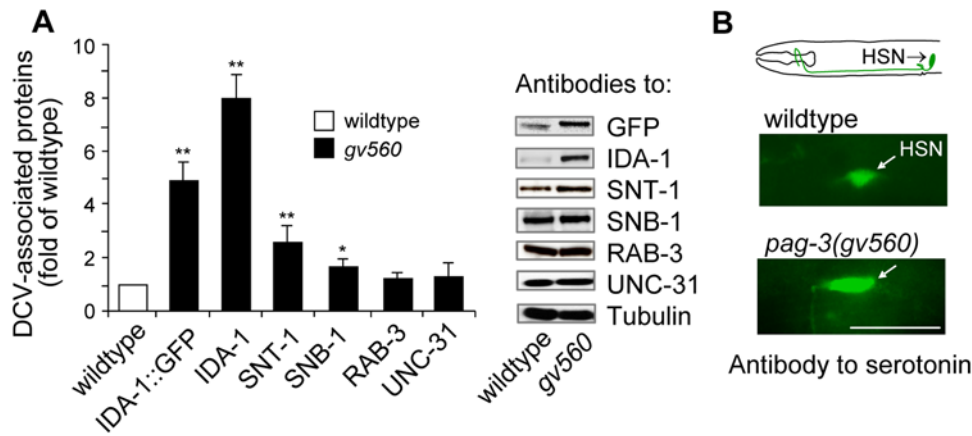 A
DCV-associated proteins
(fold of wildtype)
10
8
6
4
2
0
**
**
**
*
wildtype
gv560
wildtype
IDA-1::GFP
IDA-1
SNT-1
SNB-1
RAB-3
UNC-31
Antibodies to:
GFP
IDA-1
SNT-1
SNB-1
RAB-3
UNC-31
Tubulin
wildtype
gv560
B
HSN
wildtype
HSN
pag-3(gv560)
Antibody to serotonin